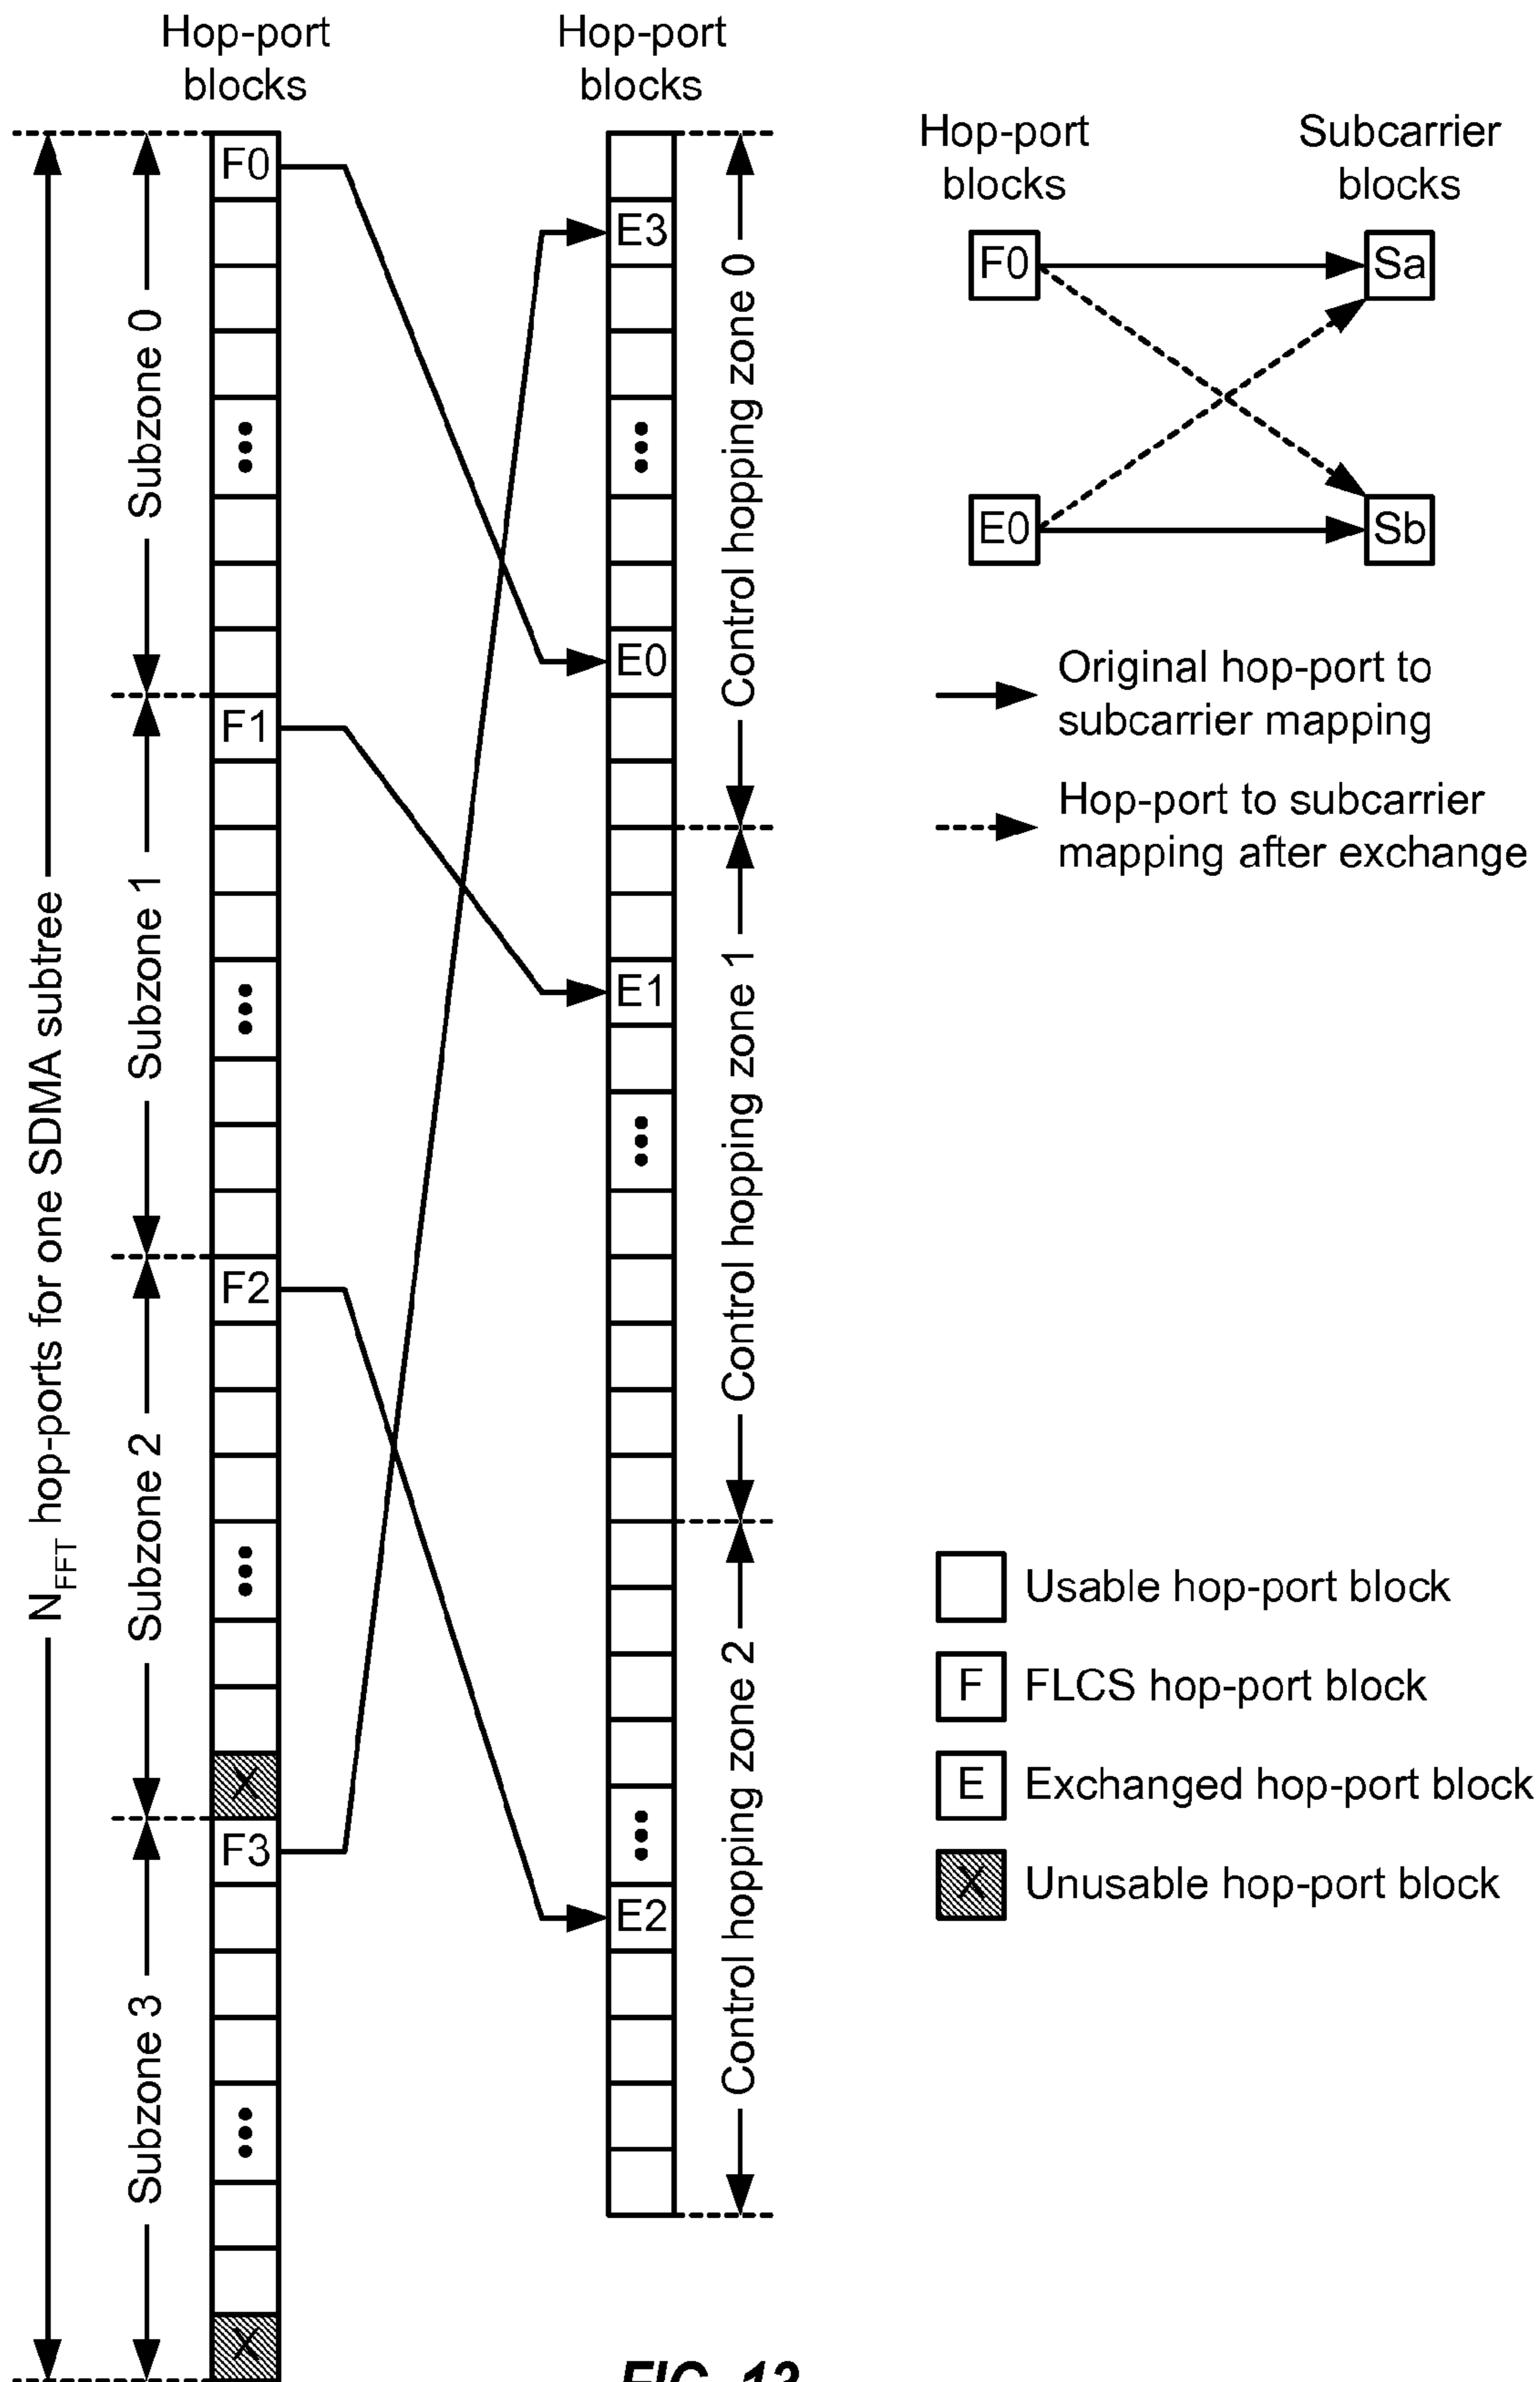 Hop-port
blocks
Hop-port
blocks
Hop-port
blocks
Subcarrier
blocks
N_FFT hop-ports for one SDMA subtree
Subzone 0
Subzone 1
Subzone 2
Subzone 3
F0
F1
F2
X
F3
X
E3
E0
E1
E2
Control hopping zone 0
Control hopping zone 1
Control hopping zone 2
F0
Sa
E0
Sb
Original hop-port to
subcarrier mapping
Hop-port to subcarrier
mapping after exchange
Usable hop-port block
F FLCS hop-port block
E Exchanged hop-port block
X Unusable hop-port block